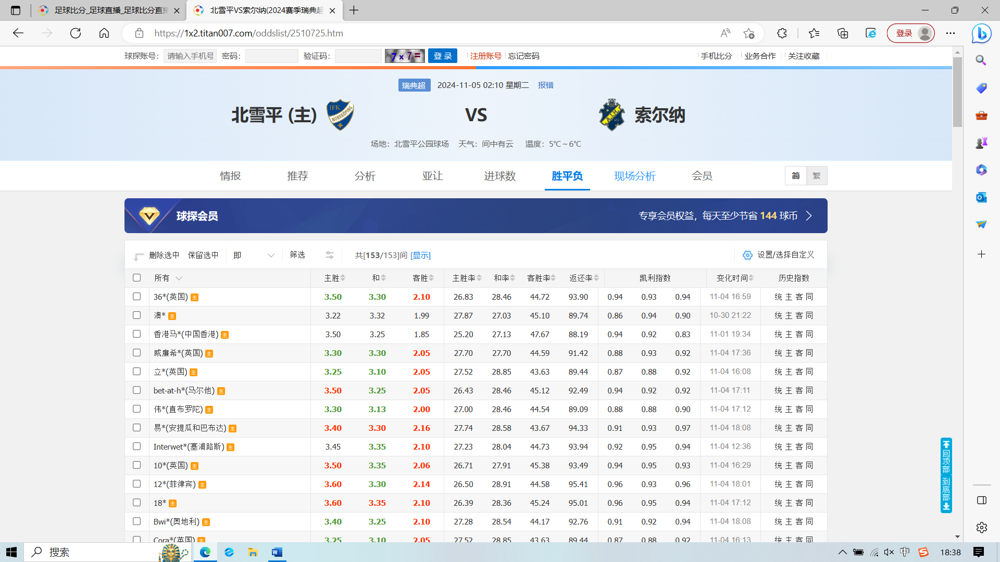 足球比分_足球直播_足球比分直播
北雪平VS索尔纳(2024赛季瑞典超
https://1x2.titan007.com/oddslist/2510725.htm
登录
球探账号: 请输入手机号 密码: 验证码: 7×7= 登 录 注册账号 忘记密码 手机比分 业务合作 关注收藏
瑞典超 2024-11-05 02:10 星期二 报错
北雪平 (主) IFK NORRKÖPING VS 索尔纳
场地: 北雪平公园球场 天气: 间中有云 温度: 5℃～6℃
情报 推荐 分析 亚让 进球数 胜平负 现场分析 会员 简 繁
球探会员 专享会员权益，每天至少节省 144 球币
删除选中 保留选中 即 筛选 共[153/153]间 [显示] 设置/选择自定义
所有 主胜 和 客胜 主胜率 和率 客胜率 返还率 凯利指数 变化时间 历史指数
36*(英国) 主 3.50 3.30 2.10 26.83 28.46 44.72 93.90 0.94 0.93 0.94 11-04 16:59 统 主 客 同
澳* 主 3.22 3.32 1.99 27.87 27.03 45.10 89.74 0.86 0.94 0.90 10-30 21:22 统 主 客 同
香港马*(中国香港) 主 3.50 3.25 1.85 25.20 27.13 47.67 88.19 0.94 0.92 0.83 11-01 19:34 统 主 客 同
威廉希*(英国) 主 3.30 3.30 2.05 27.70 27.70 44.59 91.42 0.88 0.93 0.92 11-04 17:36 统 主 客 同
立*(英国) 主 3.25 3.10 2.05 27.52 28.85 43.63 89.44 0.87 0.88 0.92 11-04 16:08 统 主 客 同
bet-at-h*(马尔他) 主 3.50 3.25 2.05 26.43 28.46 45.12 92.49 0.94 0.92 0.92 11-04 17:11 统 主 客 同
伟*(直布罗陀) 主 3.30 3.13 2.00 27.00 28.46 44.54 89.09 0.88 0.88 0.90 11-04 17:12 统 主 客 同
易*(安提瓜和巴布达) 主 3.40 3.30 2.16 27.74 28.58 43.67 94.33 0.91 0.93 0.97 11-04 18:08 统 主 客 同
Interwet*(塞浦路斯) 主 3.45 3.35 2.10 27.23 28.04 44.73 93.94 0.92 0.95 0.94 11-04 12:36 统 主 客 同
10*(英国) 主 3.50 3.35 2.06 26.71 27.91 45.38 93.49 0.94 0.95 0.93 11-04 16:29 统 主 客 同
12*(菲律宾) 主 3.60 3.30 2.14 26.50 28.91 44.58 95.41 0.96 0.93 0.96 11-04 18:01 统 主 客 同
18* 主 3.60 3.35 2.10 26.39 28.36 45.24 95.01 0.96 0.95 0.94 11-04 17:12 统 主 客 同
Bwi*(奥地利) 主 3.40 3.25 2.10 27.28 28.54 44.17 92.76 0.91 0.92 0.94 11-04 18:08 统 主 客 同
Cora*(英国) 主 3.25 3.10 2.05 27.52 28.85 43.63 89.44 0.87 0.88 0.92 11-04 16:13 统 主 客 同
回顶部
到底部
搜索
中
18:38